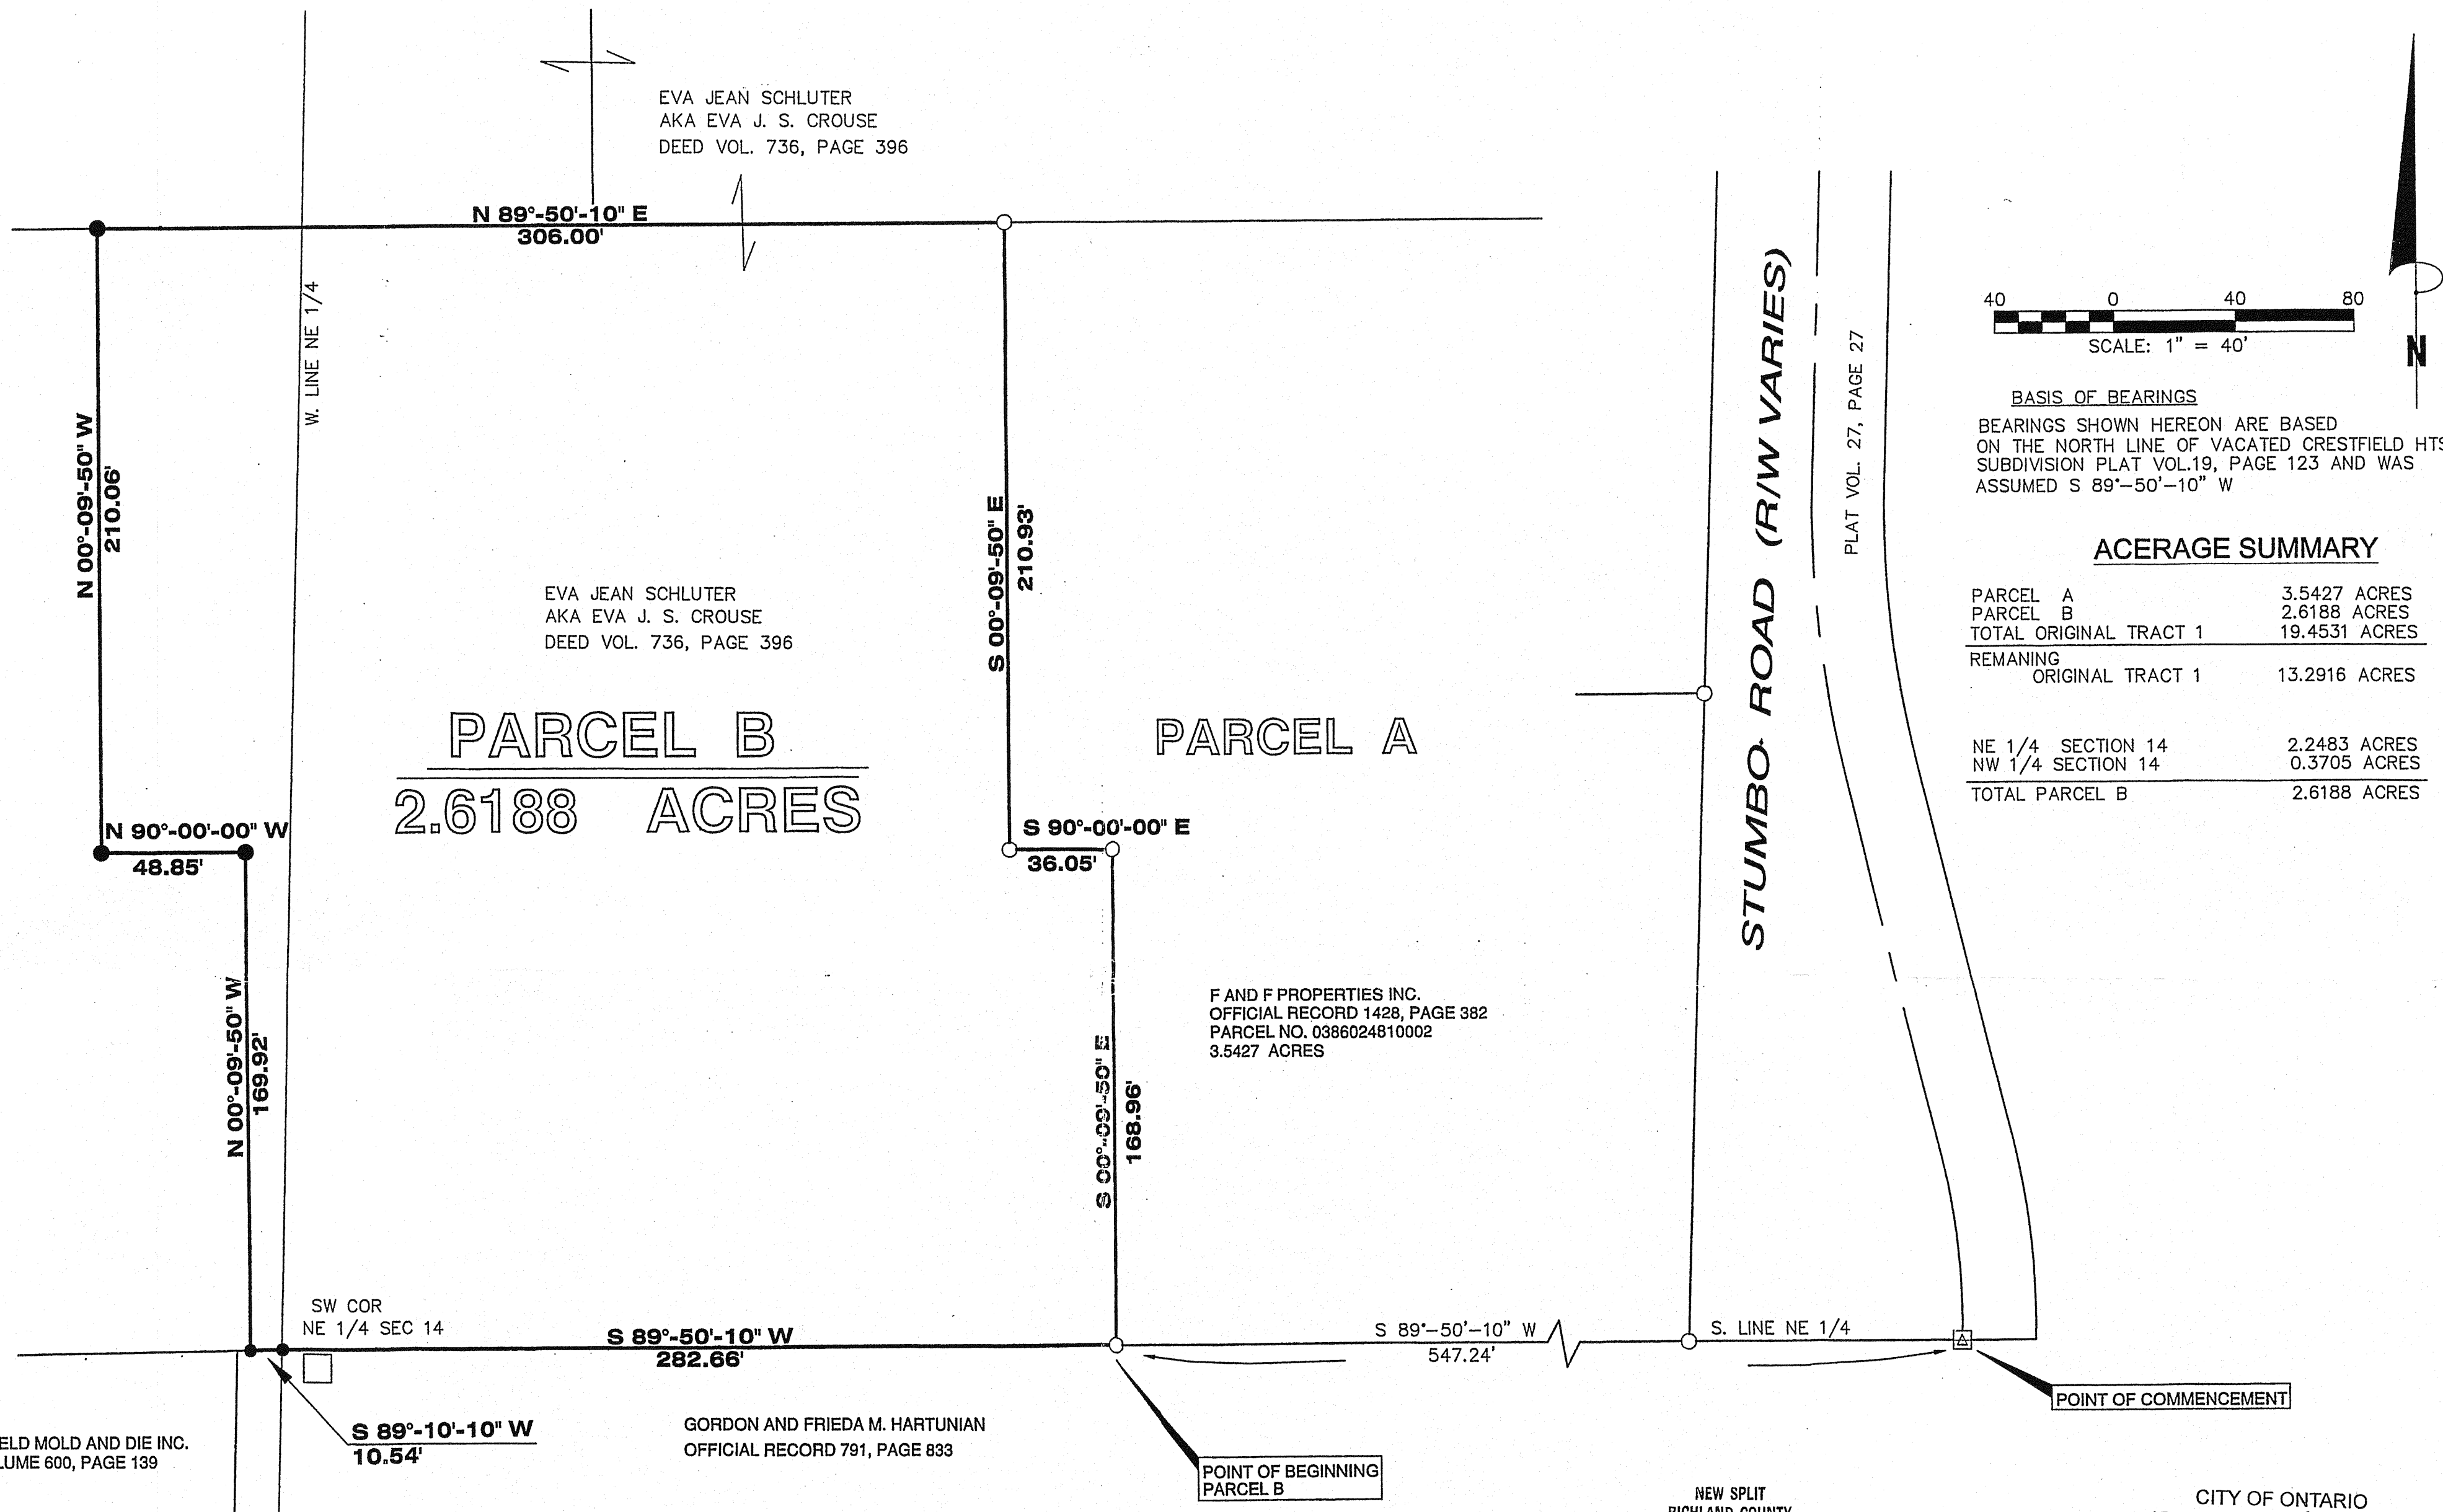 EVA JEAN SCHLUTER
AKA EVA J. S. CROUSE
DEED VOL. 736, PAGE 396
N 89°-50'-10" E
306.00'
W. LINE NE 1/4
N 00°-09'-50" W
210.06'
S 00°-09'-50" E
210.93'
EVA JEAN SCHLUTER
AKA EVA J. S. CROUSE
DEED VOL. 736, PAGE 396
PARCEL B
2.6188 ACRES
PARCEL A
N 90°-00'-00" W
48.85'
S 90°-00'-00" E
36.05'
N 00°-09'-50" W
169.92'
S 00°-09'-50" E
168.96'
F AND F PROPERTIES INC.
OFFICIAL RECORD 1428, PAGE 382
PARCEL NO. 0386024810002
3.5427 ACRES
STUMBO ROAD (R/W VARIES)
PLAT VOL. 27, PAGE 27
40 0 40 80
SCALE: 1" = 40'
N
BASIS OF BEARINGS
BEARINGS SHOWN HEREON ARE BASED
ON THE NORTH LINE OF VACATED CRESTFIELD HTS
SUBDIVISION PLAT VOL.19, PAGE 123 AND WAS
ASSUMED S 89°-50'-10" W
ACERAGE SUMMARY
PARCEL A 3.5427 ACRES
PARCEL B 2.6188 ACRES
TOTAL ORIGINAL TRACT 1 19.4531 ACRES
REMANING
ORIGINAL TRACT 1 13.2916 ACRES
NE 1/4 SECTION 14 2.2483 ACRES
NW 1/4 SECTION 14 0.3705 ACRES
TOTAL PARCEL B 2.6188 ACRES
SW COR
NE 1/4 SEC 14
S 89°-50'-10" W
282.66'
S 89°-50'-10" W
547.24'
S. LINE NE 1/4
POINT OF COMMENCEMENT
S 89°-10'-10" W
10.54'
GORDON AND FRIEDA M. HARTUNIAN
OFFICIAL RECORD 791, PAGE 833
ELD MOLD AND DIE INC.
LUME 600, PAGE 139
POINT OF BEGINNING
PARCEL B
NEW SPLIT
RICHLAND COUNTY
CITY OF ONTARIO